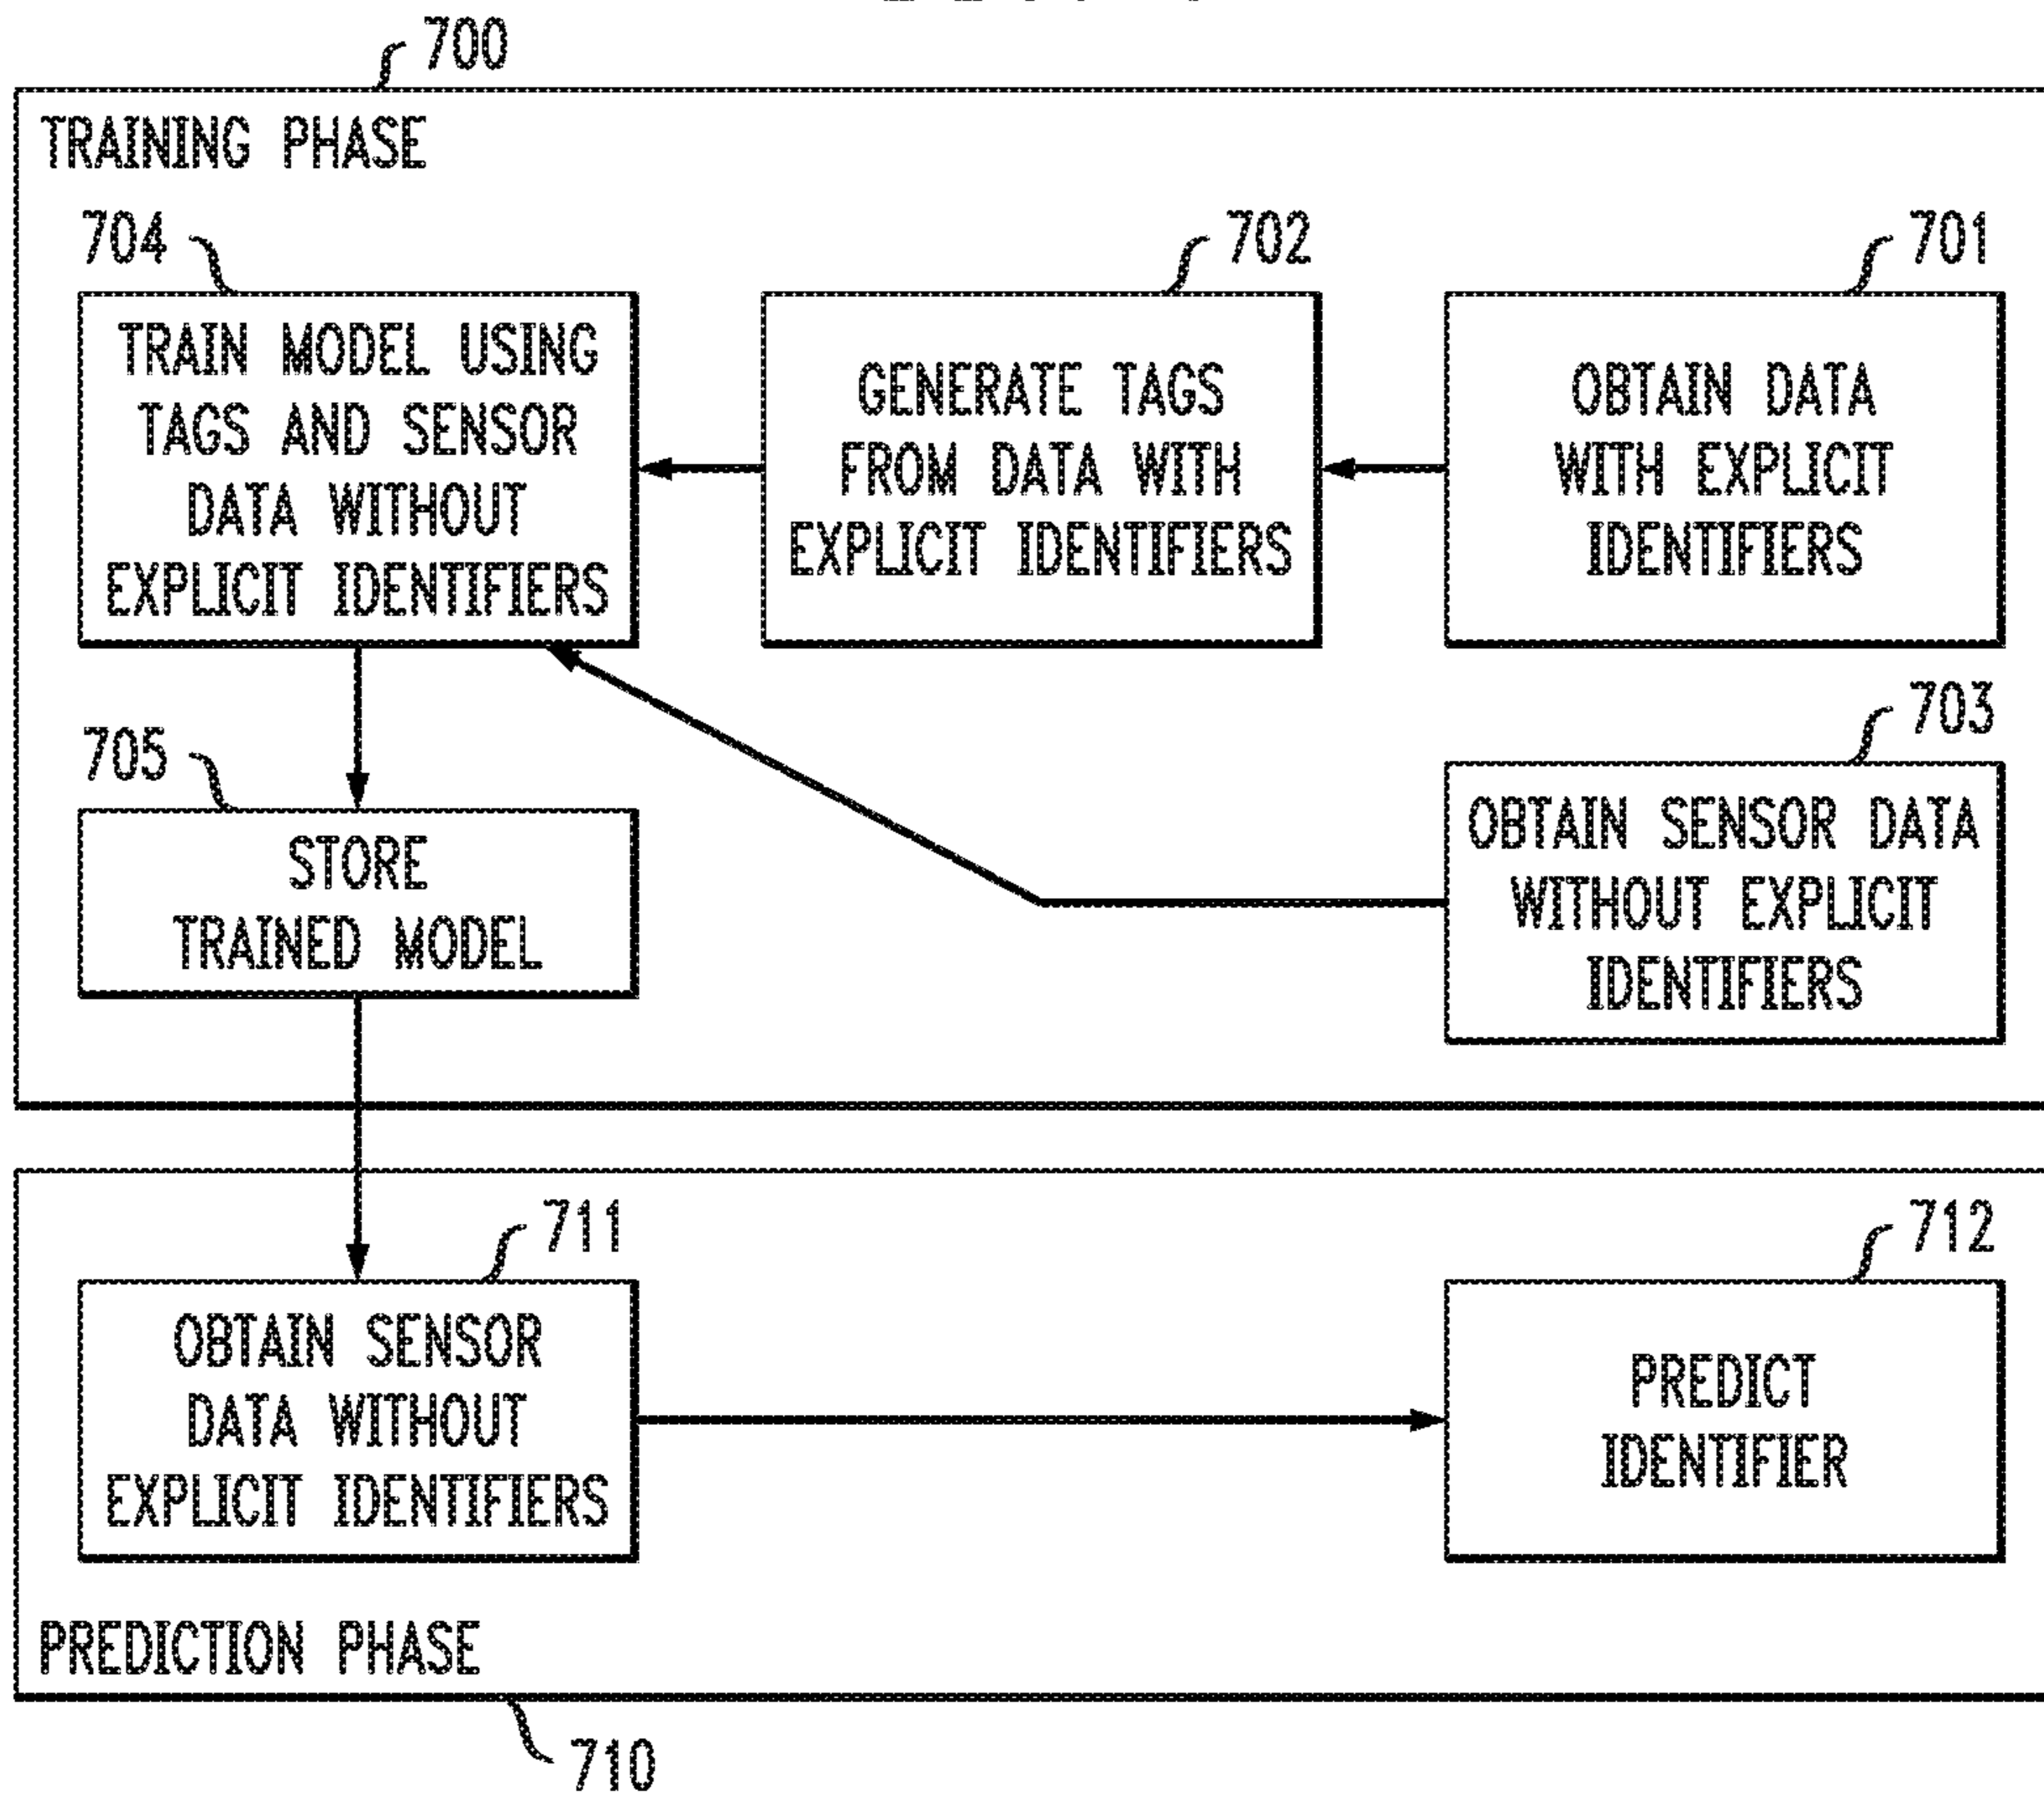 700
TRAINING PHASE
704
702
701
TRAIN MODEL USING
TAGS AND SENSOR
DATA WITHOUT
EXPLICIT IDENTIFIERS
GENERATE TAGS
FROM DATA WITH
EXPLICIT IDENTIFIERS
OBTAIN DATA
WITH EXPLICIT
IDENTIFIERS
705
703
STORE
TRAINED MODEL
OBTAIN SENSOR DATA
WITHOUT EXPLICIT
IDENTIFIERS
711
712
OBTAIN SENSOR
DATA WITHOUT
EXPLICIT IDENTIFIERS
PREDICT
IDENTIFIER
PREDICTION PHASE
710